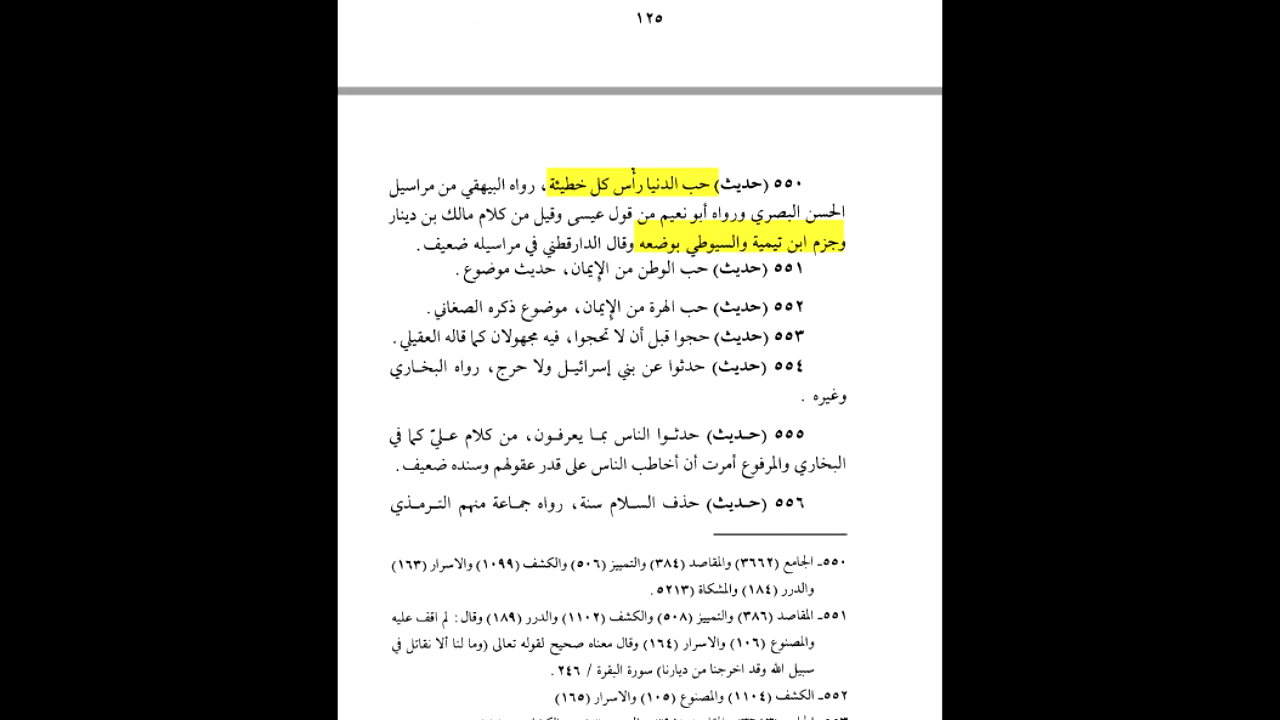 ١٢٥
٥٥٠ (حديث) حب الدنيا رأس كل خطيئة، رواه البيهقي من مراسيل
الحسن البصري ورواه أبو نعيم من قول عيسى وقيل من كلام مالك بن دينار
وجزم ابن تيمية والسيوطي بوضعه وقال الدارقطني في مراسيله ضعيف.
٥٥١ (حديث) حب الوطن من الإيمان، حديث موضوع.
٥٥٢ (حديث) حب الهرة من الإيمان، موضوع ذكره الصغاني.
٥٥٣ (حديث) حجوا قبل أن لا تحجوا، فيه مجهولان كما قاله العقيلي.
٥٥٤ (حديث) حدثوا عن بني إسرائيل ولا حرج، رواه البخاري
وغيره .
٥٥٥ (حديث) حدثوا الناس بما يعرفون، من كلام عليّ كما في
البخاري والمرفوع أمرت أن أخاطب الناس على قدر عقولهم وسنده ضعيف.
٥٥٦ (حديث) حذف السلام سنة، رواه جماعة منهم الترمذي
٥٥٠ـ الجامع (٣٦٦٢) والمقاصد (٣٨٤) والتمييز (٥٠٦) والكشف (١٠٩٩) والاسرار (١٦٣)
والدرر (١٨٤) والمشكاة (٥٢١٣.
٥٥١ـ المقاصد (٣٨٦) والتمييز (٥٠٨) والكشف (١١٠٢) والدرر (١٨٩) وقال: لم اقف عليه
والمصنوع (١٠٦) والاسرار (١٦٤) وقال معناه صحيح لقوله تعالى (وما لنا ألا نقاتل في
سبيل الله وقد اخرجنا من ديارنا) سورة البقرة / ٢٤٦.
٥٥٢ـ الكشف (١١٠٤) والمصنوع (١٠٥) والاسرار (١٦٥)